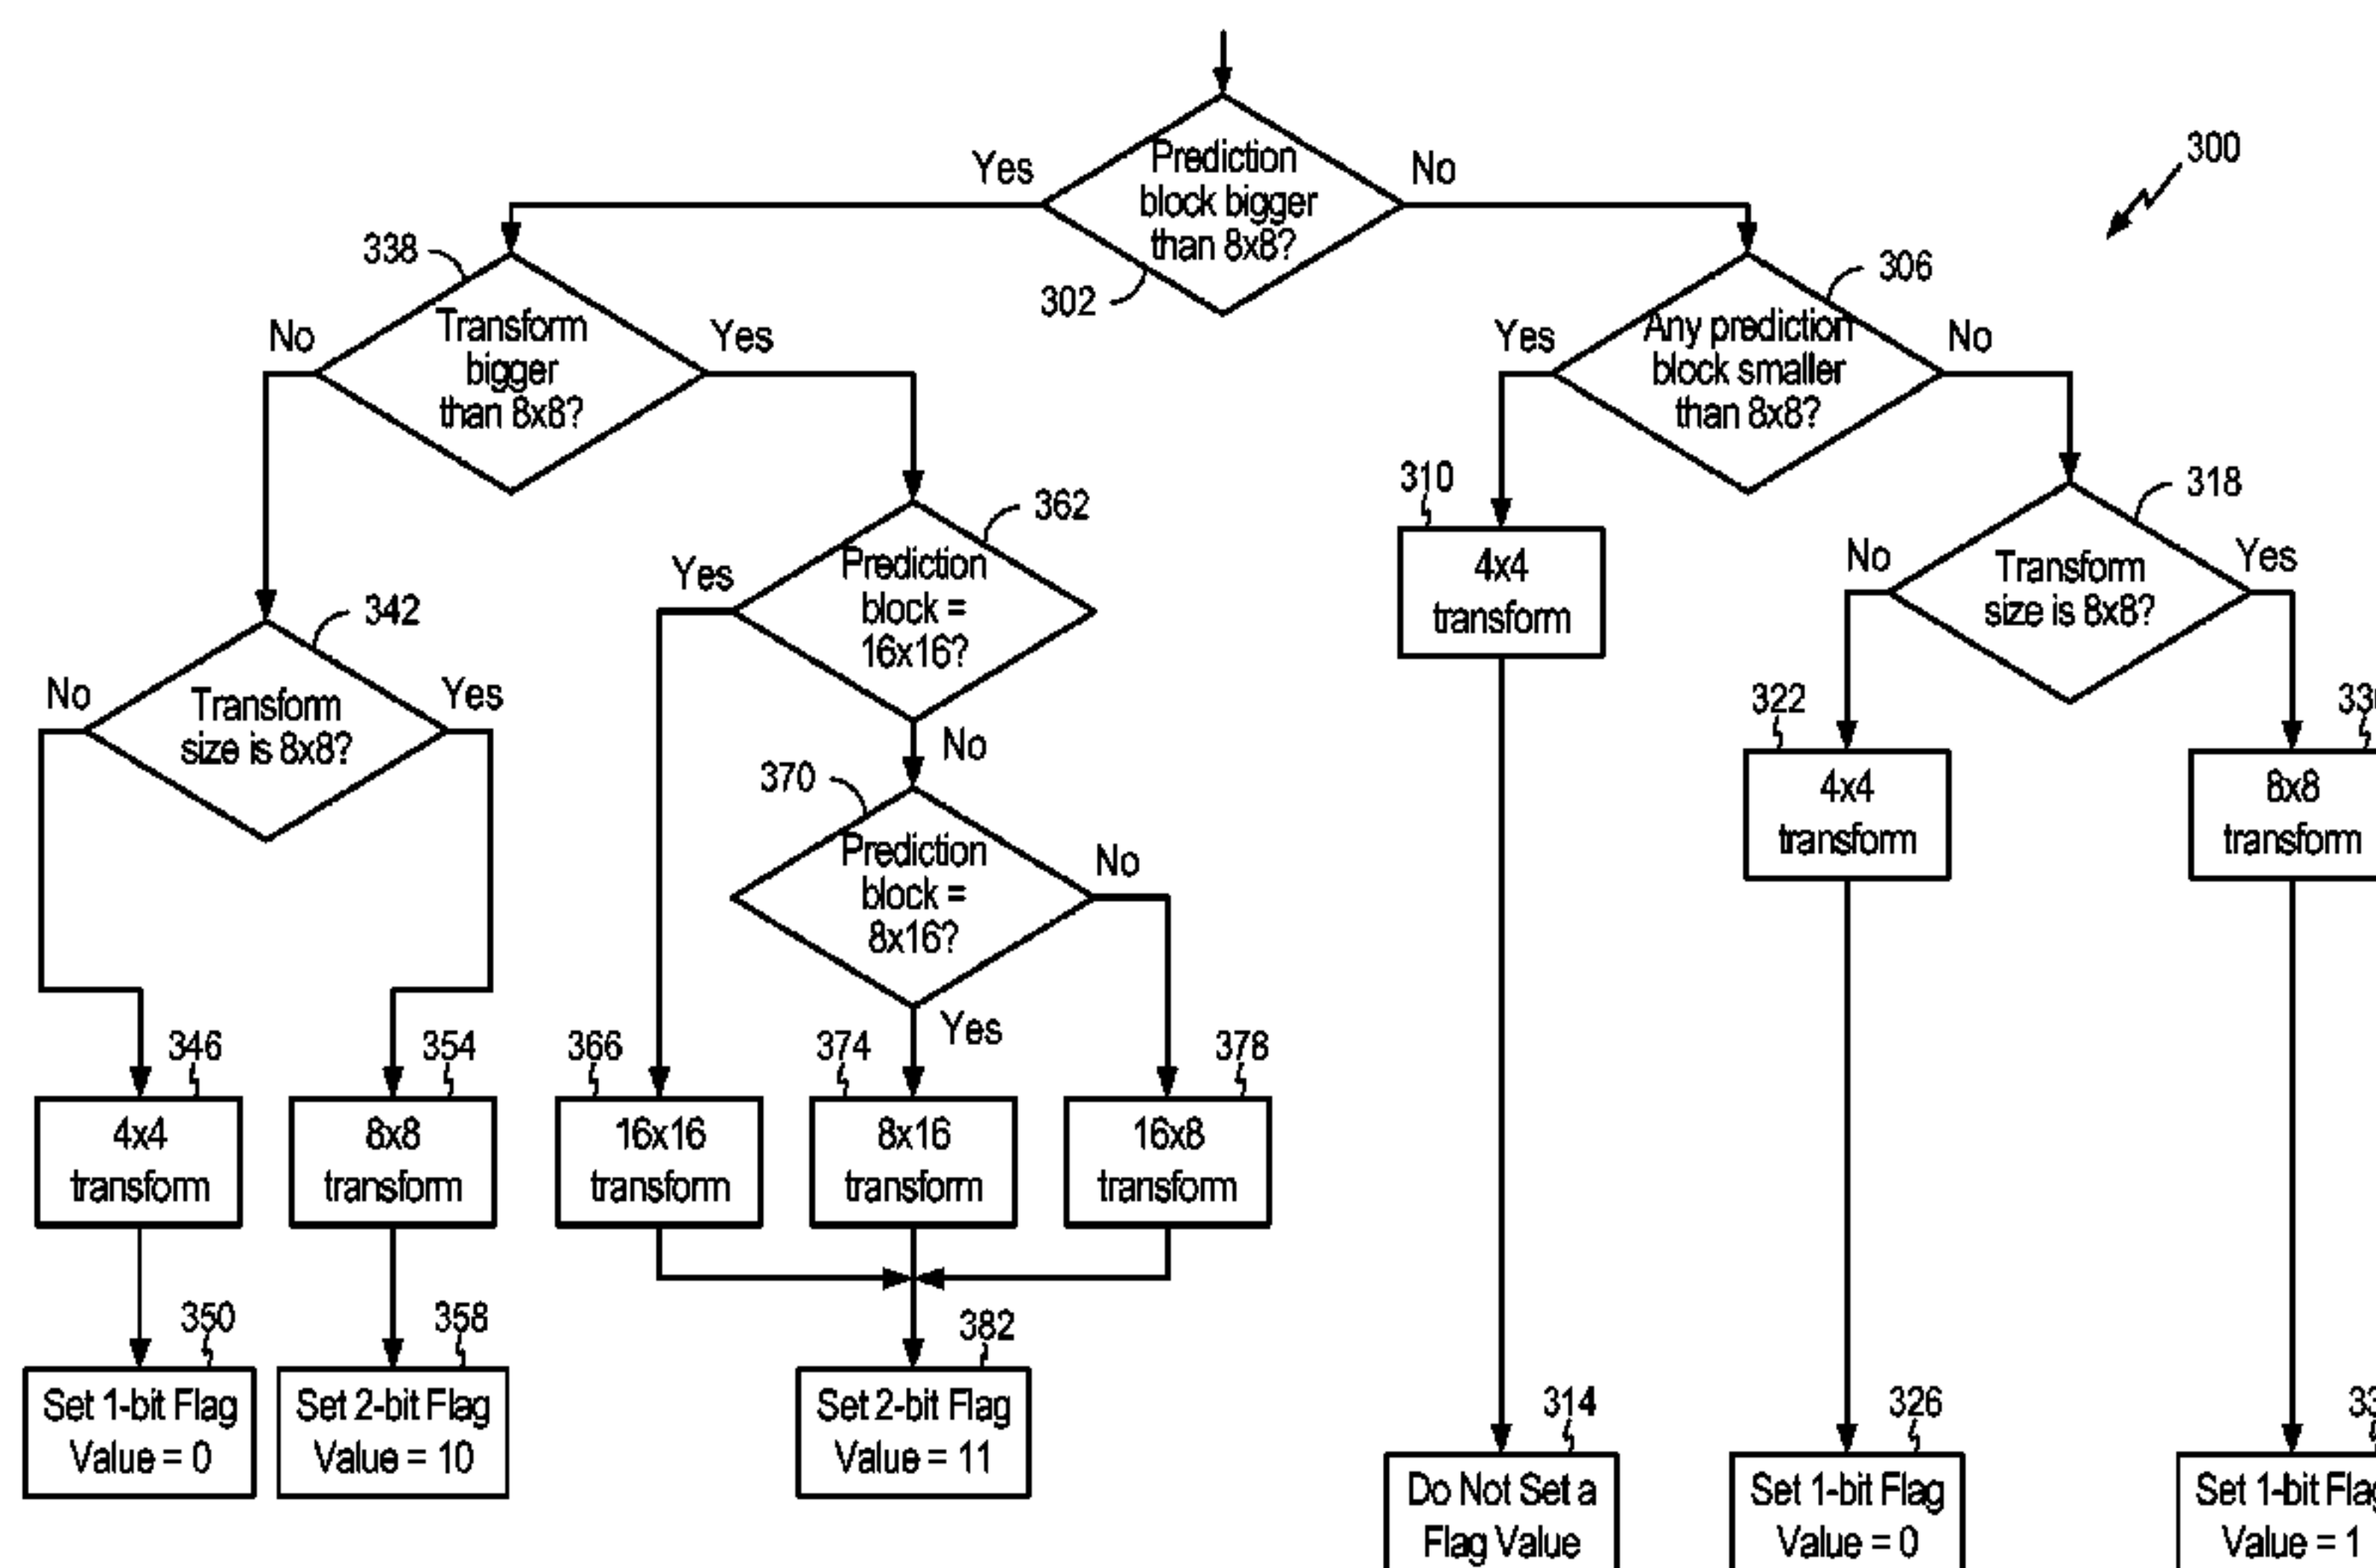 300
Yes
Prediction
block bigger
than 8x8?
No
302
338
No
Transform
bigger
than 8x8?
Yes
306
Yes
Any prediction
block smaller
than 8x8?
No
310
4x4
transform
362
Yes
Prediction
block =
16x16?
No
318
No
Transform
size is 8x8?
Yes
342
No
Transform
size is 8x8?
Yes
322
4x4
transform
8x8
transform
370
Prediction
block =
8x16?
No
Yes
346
4x4
transform
354
8x8
transform
366
16x16
transform
374
8x16
transform
378
16x8
transform
350
Set 1-bit Flag
Value = 0
358
Set 2-bit Flag
Value = 10
382
Set 2-bit Flag
Value = 11
314
Do Not Set a
Flag Value
326
Set 1-bit Flag
Value = 0
Set 1-bit Flag
Value = 1